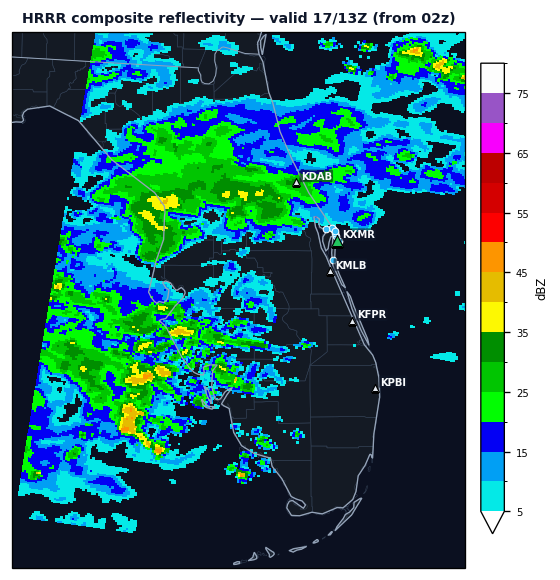 HRRR composite reflectivity — valid 17/13Z (from 02z)
KDAB
KXMR
KMLB
KFPR
KPBI
75
65
55
45
35
25
15
5
dBZ